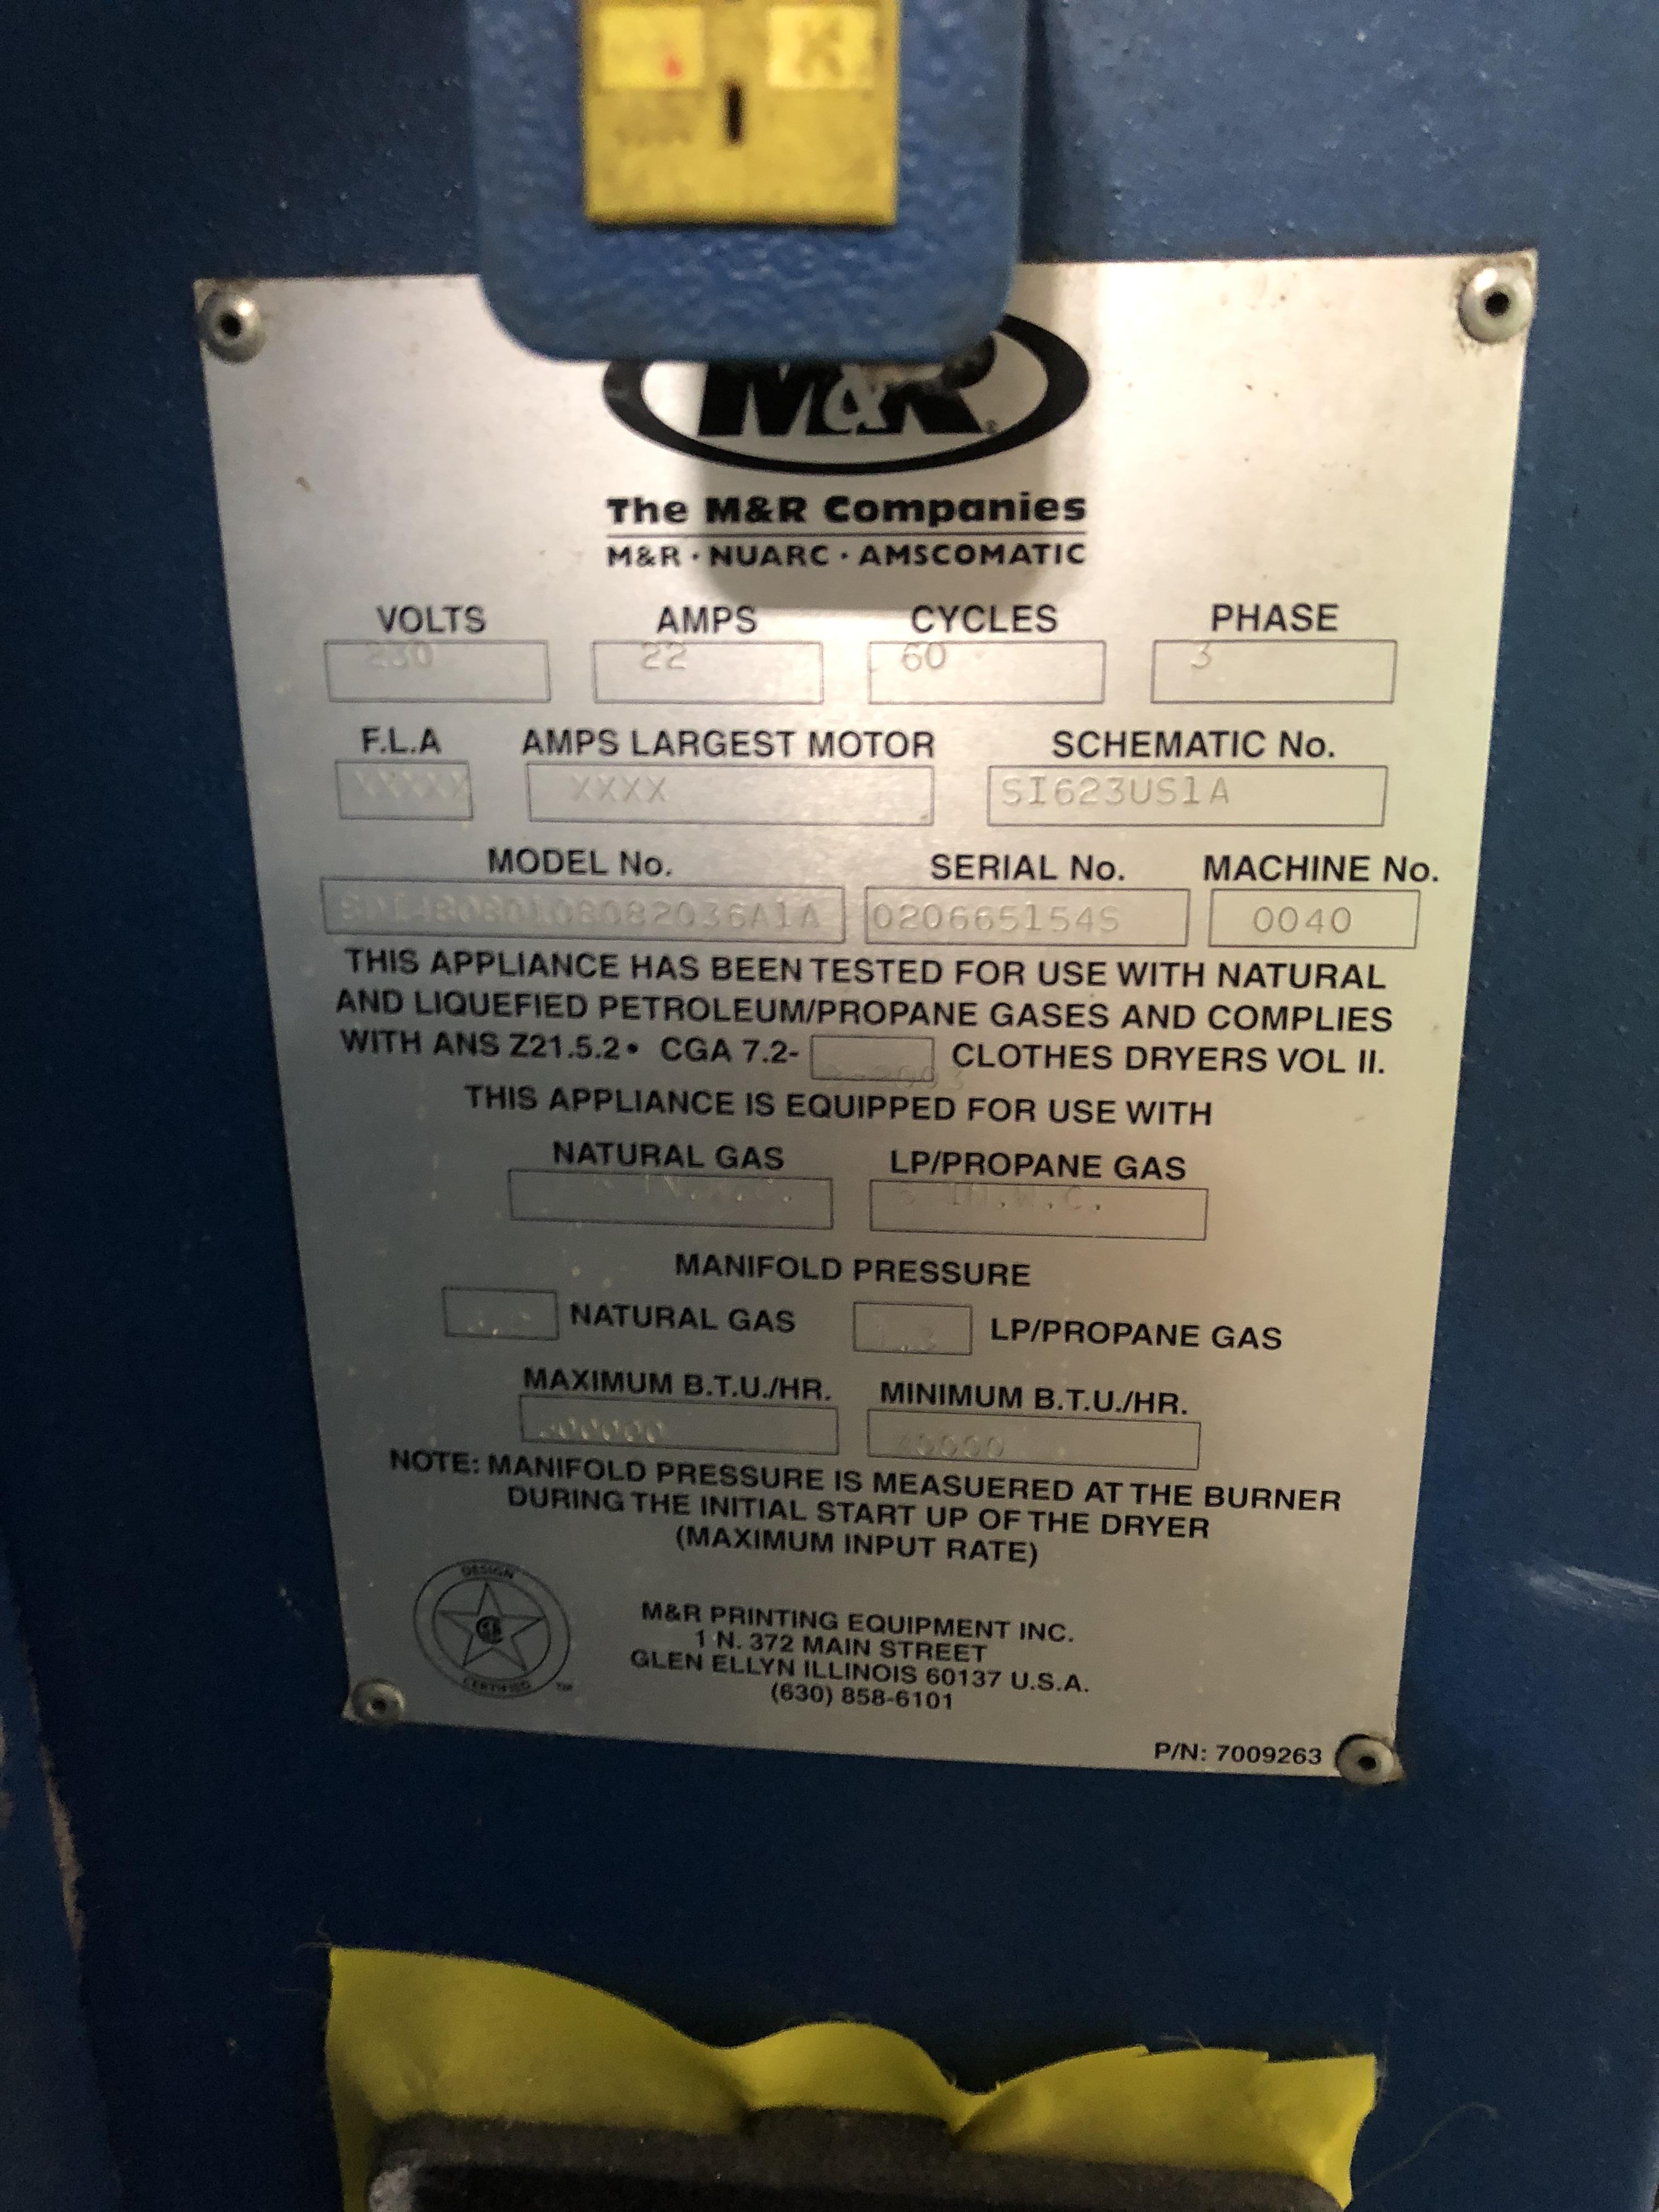 M&R
The M&R Companies
M&R · NUARC · AMSCOMATIC
VOLTS AMPS CYCLES PHASE
230 22 60 3
F.L.A AMPS LARGEST MOTOR SCHEMATIC No.
XXXXX XXXX SI623US1A
MODEL No. SERIAL No. MACHINE No.
020665154S 0040
THIS APPLIANCE HAS BEEN TESTED FOR USE WITH NATURAL
AND LIQUEFIED PETROLEUM/PROPANE GASES AND COMPLIES
WITH ANS Z21.5.2• CGA 7.2- CLOTHES DRYERS VOL II.
THIS APPLIANCE IS EQUIPPED FOR USE WITH
NATURAL GAS LP/PROPANE GAS
IN.W.C.
MANIFOLD PRESSURE
NATURAL GAS LP/PROPANE GAS
MAXIMUM B.T.U./HR. MINIMUM B.T.U./HR.
NOTE: MANIFOLD PRESSURE IS MEASUERED AT THE BURNER
DURING THE INITIAL START UP OF THE DRYER
(MAXIMUM INPUT RATE)
DESIGN
CERTIFIED ™
M&R PRINTING EQUIPMENT INC.
1 N. 372 MAIN STREET
GLEN ELLYN ILLINOIS 60137 U.S.A.
(630) 858-6101
P/N: 7009263